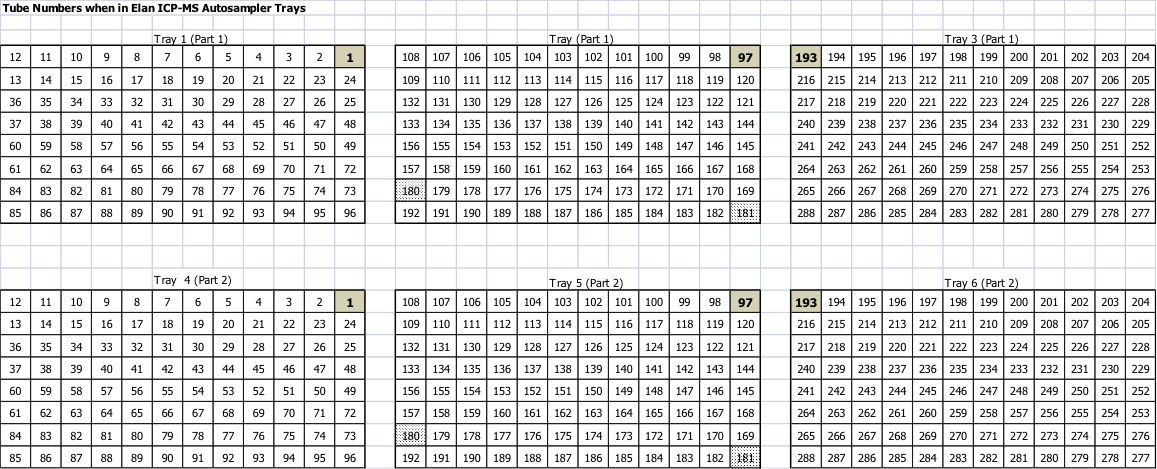 Tube Numbers when in Elan ICP-MS Autosampler Trays
Tray 1 (Part 1) Tray (Part 1) Tray 3 (Part 1)
12 11 10 9 8 7 6 5 4 3 2 1 108 107 106 105 104 103 102 101 100 99 98 97 193 194 195 196 197 198 199 200 201 202 203 204
13 14 15 16 17 18 19 20 21 22 23 24 109 110 111 112 113 114 115 116 117 118 119 120 216 215 214 213 212 211 210 209 208 207 206 205
36 35 34 33 32 31 30 29 28 27 26 25 132 131 130 129 128 127 126 125 124 123 122 121 217 218 219 220 221 222 223 224 225 226 227 228
37 38 39 40 41 42 43 44 45 46 47 48 133 134 135 136 137 138 139 140 141 142 143 144 240 239 238 237 236 235 234 233 232 231 230 229
60 59 58 57 56 55 54 53 52 51 50 49 156 155 154 153 152 151 150 149 148 147 146 145 241 242 243 244 245 246 247 248 249 250 251 252
61 62 63 64 65 66 67 68 69 70 71 72 157 158 159 160 161 162 163 164 165 166 167 168 264 263 262 261 260 259 258 257 256 255 254 253
84 83 82 81 80 79 78 77 76 75 74 73 180 179 178 177 176 175 174 173 172 171 170 169 265 266 267 268 269 270 271 272 273 274 275 276
85 86 87 88 89 90 91 92 93 94 95 96 192 191 190 189 188 187 186 185 184 183 182 181 288 287 286 285 284 283 282 281 280 279 278 277
Tray 4 (Part 2) Tray 5 (Part 2) Tray 6 (Part 2)
12 11 10 9 8 7 6 5 4 3 2 1 108 107 106 105 104 103 102 101 100 99 98 97 193 194 195 196 197 198 199 200 201 202 203 204
13 14 15 16 17 18 19 20 21 22 23 24 109 110 111 112 113 114 115 116 117 118 119 120 216 215 214 213 212 211 210 209 208 207 206 205
36 35 34 33 32 31 30 29 28 27 26 25 132 131 130 129 128 127 126 125 124 123 122 121 217 218 219 220 221 222 223 224 225 226 227 228
37 38 39 40 41 42 43 44 45 46 47 48 133 134 135 136 137 138 139 140 141 142 143 144 240 239 238 237 236 235 234 233 232 231 230 229
60 59 58 57 56 55 54 53 52 51 50 49 156 155 154 153 152 151 150 149 148 147 146 145 241 242 243 244 245 246 247 248 249 250 251 252
61 62 63 64 65 66 67 68 69 70 71 72 157 158 159 160 161 162 163 164 165 166 167 168 264 263 262 261 260 259 258 257 256 255 254 253
84 83 82 81 80 79 78 77 76 75 74 73 180 179 178 177 176 175 174 173 172 171 170 169 265 266 267 268 269 270 271 272 273 274 275 276
85 86 87 88 89 90 91 92 93 94 95 96 192 191 190 189 188 187 186 185 184 183 182 181 288 287 286 285 284 283 282 281 280 279 278 277